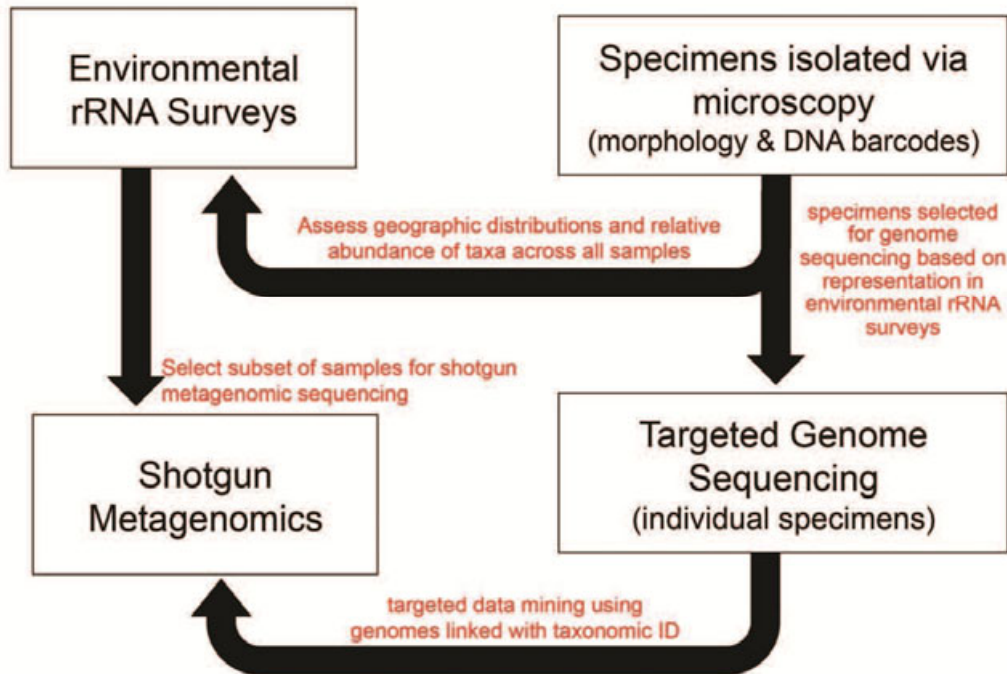 Environmental
rRNA Surveys
Specimens isolated via
microscopy
(morphology & DNA barcodes)
Assess geographic distributions and relative
abundance of taxa across all samples
specimens selected
for genome
sequencing based on
representation in
environmental rRNA
surveys
Select subset of samples for shotgun
metagenomic sequencing
Shotgun
Metagenomics
Targeted Genome
Sequencing
(individual specimens)
targeted data mining using
genomes linked with taxonomic ID